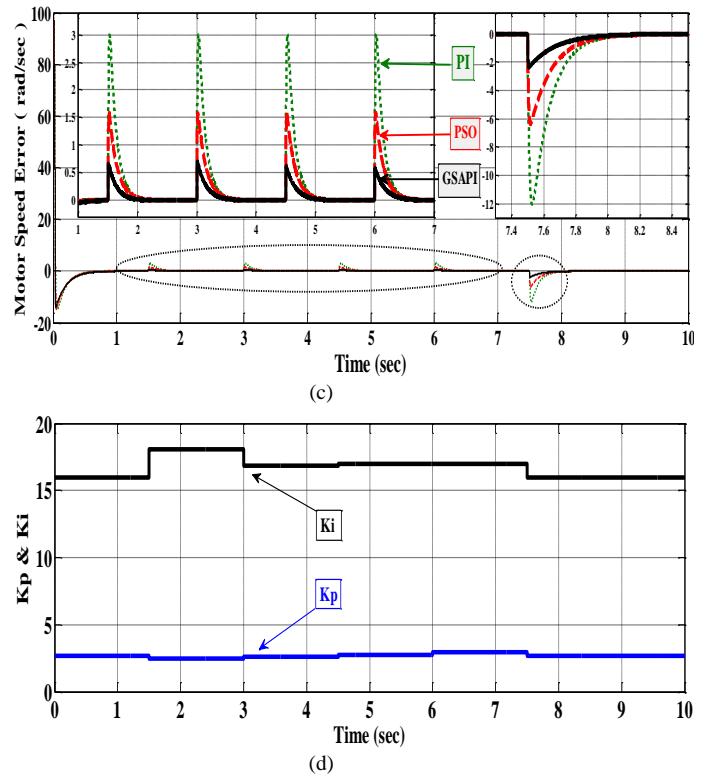 Motor Speed Error ( rad/sec )
100
80
60
40
20
0
-20
3
2.5
2
1.5
1
0.5
0
1 2 3 4 5 6 7
PI
PSO
GSAPI
0
-2
-4
-6
-8
-10
-12
7.4 7.6 7.8 8 8.2 8.4
0 1 2 3 4 5 6 7 8 9 10
Time (sec)
(c)
Kp & Ki
20
15
10
5
0
Ki
Kp
0 1 2 3 4 5 6 7 8 9 10
Time (sec)
(d)